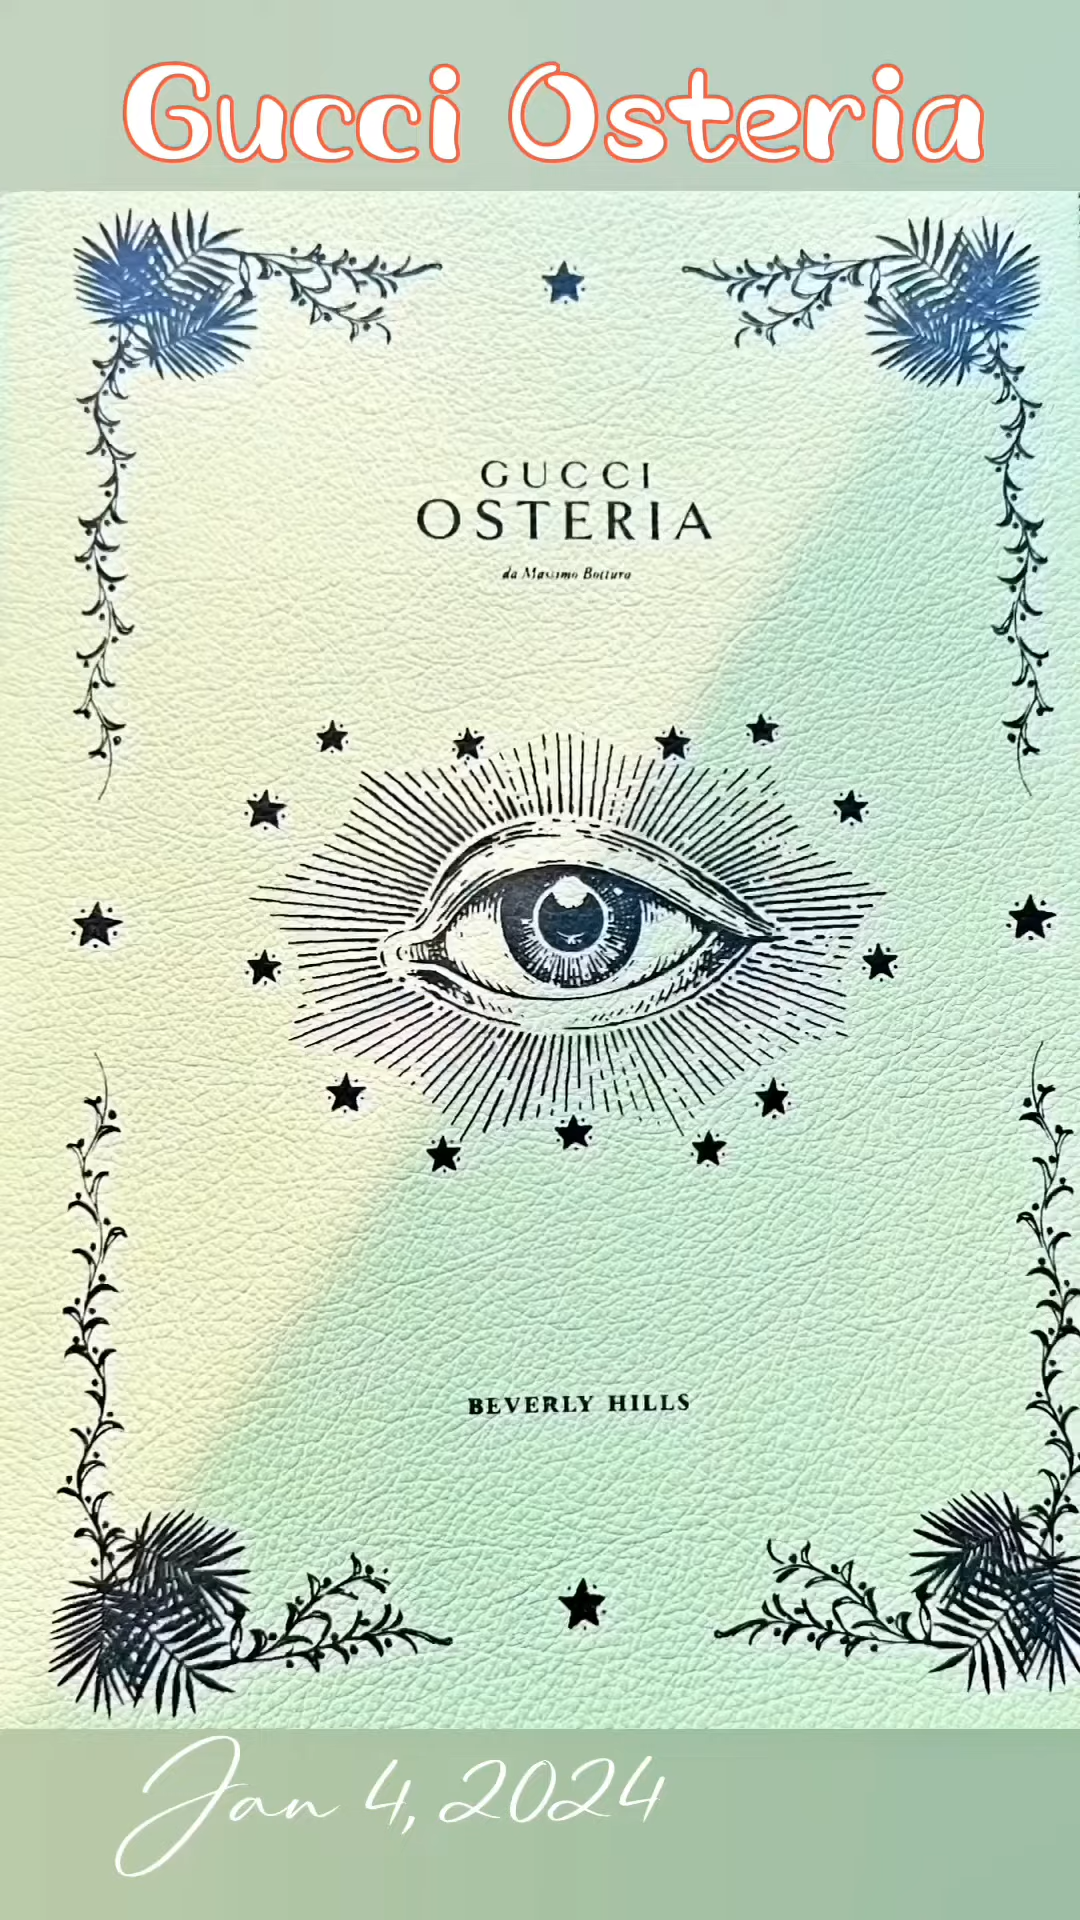 Gucci Osteria
GUCCI
OSTERIA
da Massimo Bottura
BEVERLY HILLS
Jan 4, 2024